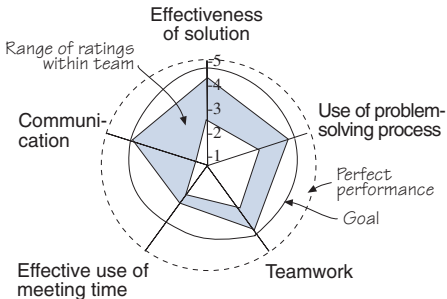 Effectiveness
of solution
Range of ratings
within team
-5
-4
-3
-2
-1
Communi-
cation
Use of problem-
solving process
Perfect
performance
Goal
Effective use of
meeting time
Teamwork